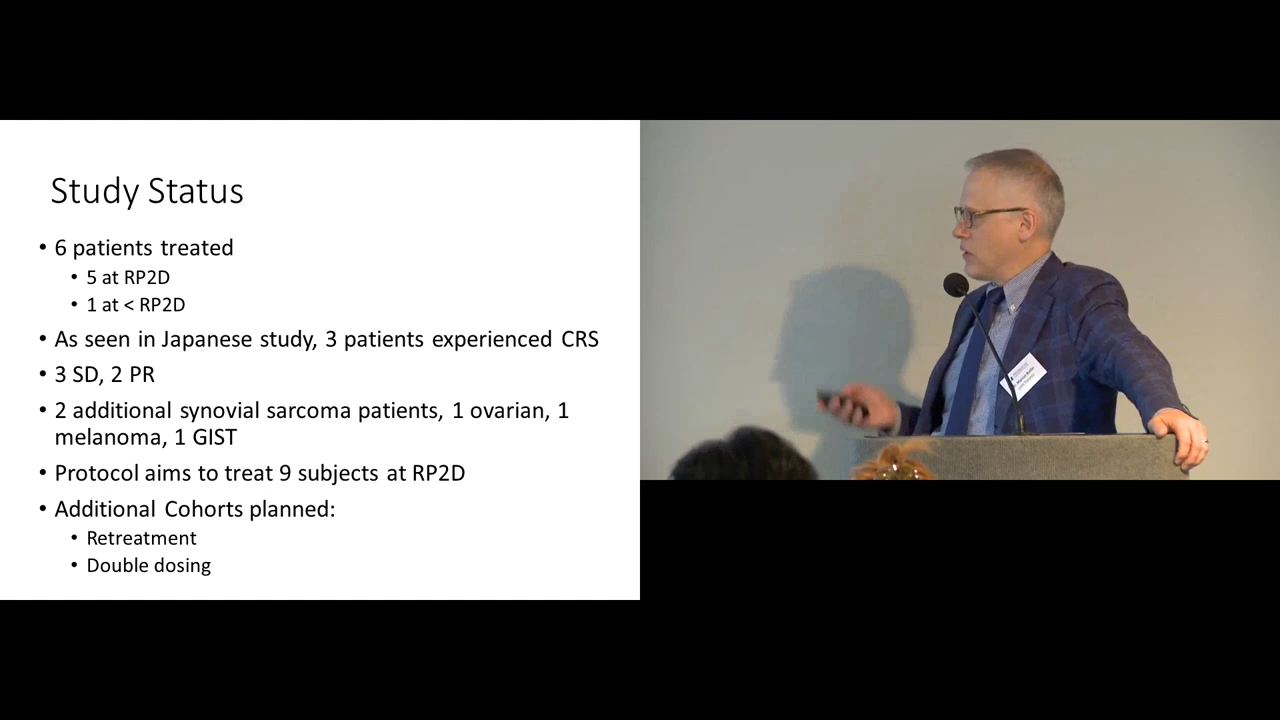 Study Status
• 6 patients treated
• 5 at RP2D
• 1 at < RP2D
• As seen in Japanese study, 3 patients experienced CRS
• 3 SD, 2 PR
• 2 additional synovial sarcoma patients, 1 ovarian, 1
melanoma, 1 GIST
• Protocol aims to treat 9 subjects at RP2D
• Additional Cohorts planned:
• Retreatment
• Double dosing